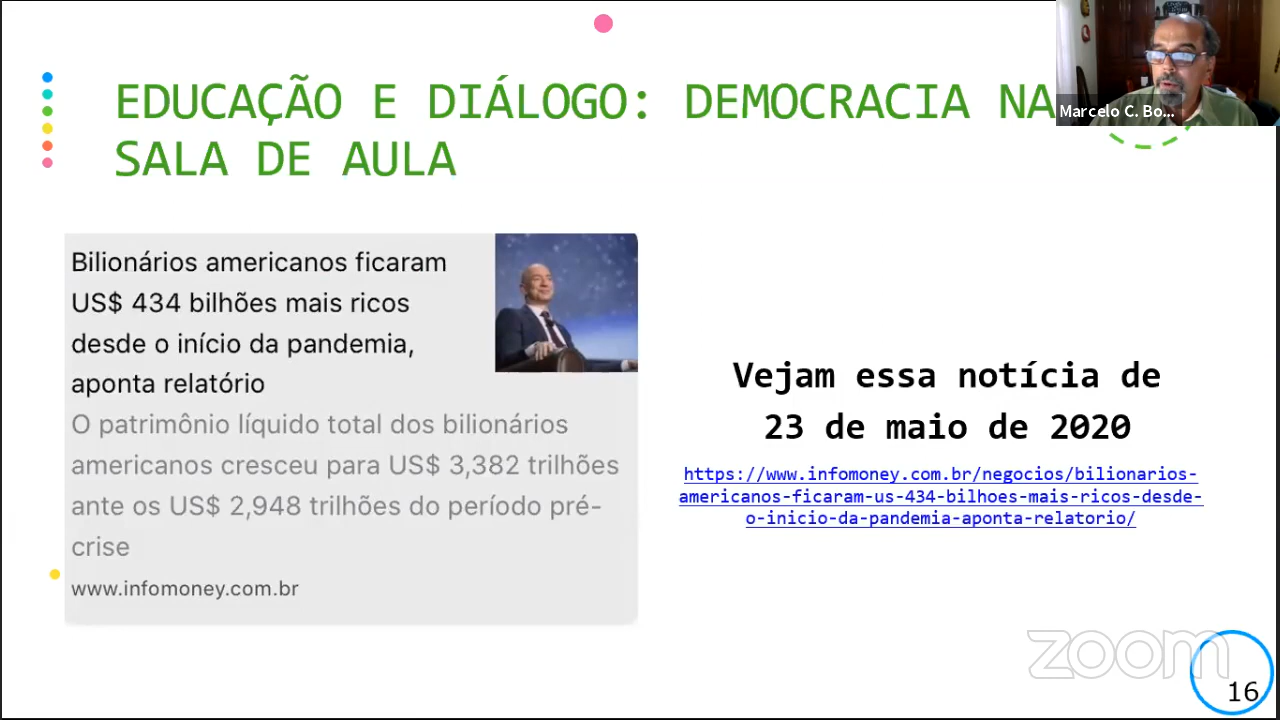 EDUCAÇÃO E DIÁLOGO: DEMOCRACIA NA
SALA DE AULA
Marcelo C. Bo...
Bilionários americanos ficaram
US$ 434 bilhões mais ricos
desde o início da pandemia,
aponta relatório
O patrimônio líquido total dos bilionários
americanos cresceu para US$ 3,382 trilhões
ante os US$ 2,948 trilhões do período pré-
crise
www.infomoney.com.br
Vejam essa notícia de
23 de maio de 2020
https://www.infomoney.com.br/negocios/bilionarios-
americanos-ficaram-us-434-bilhoes-mais-ricos-desde-
o-inicio-da-pandemia-aponta-relatorio/
zoom
16